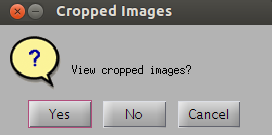 Cropped Images
?
View cropped images?
Yes No Cancel